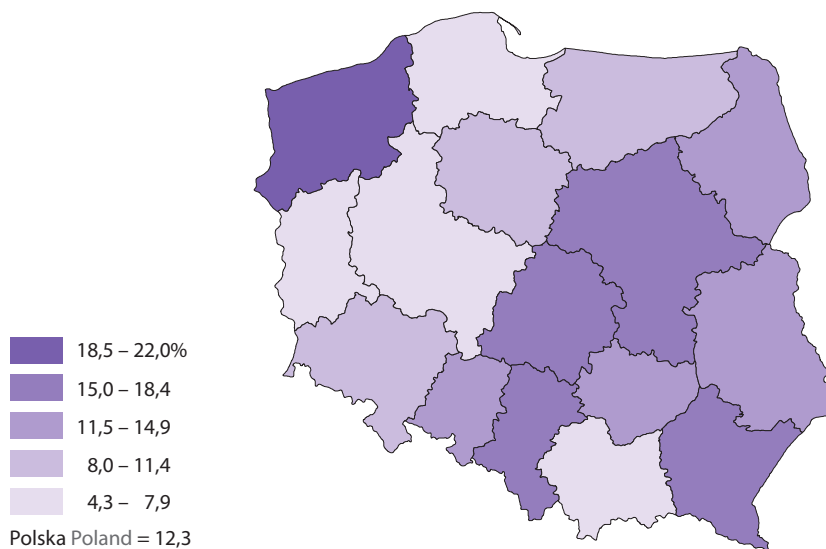 18,5 – 22,0%
15,0 – 18,4
11,5 – 14,9
8,0 – 11,4
4,3 – 7,9
Polska Poland = 12,3